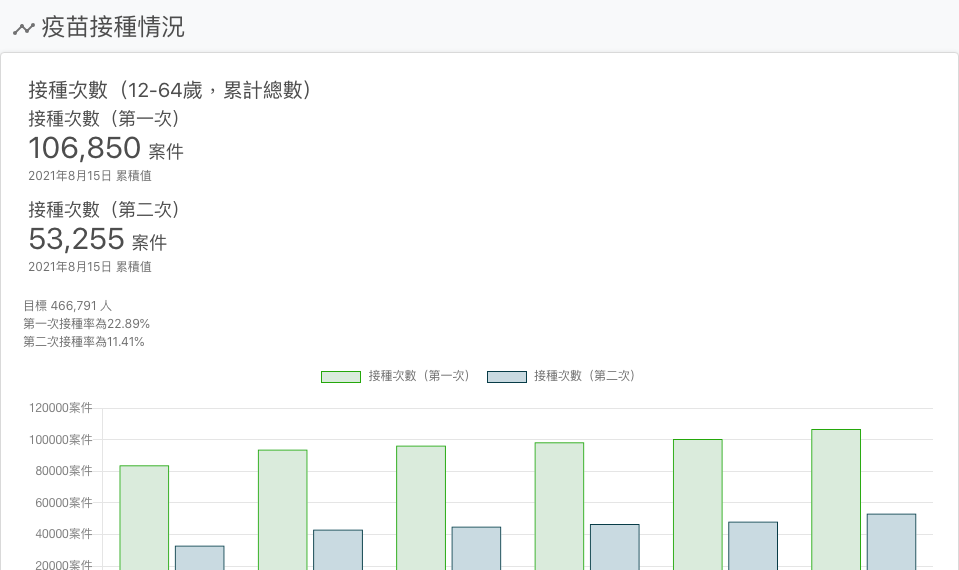 疫苗接種情況
接種次數（12-64歲，累計總數）
接種次數（第一次）
106,850 案件
2021年8月15日 累積值
接種次數（第二次）
53,255 案件
2021年8月15日 累積值
目標 466,791 人
第一次接種率為22.89%
第二次接種率為11.41%
接種次數（第一次） 接種次數（第二次）
120000案件
100000案件
80000案件
60000案件
40000案件
20000案件